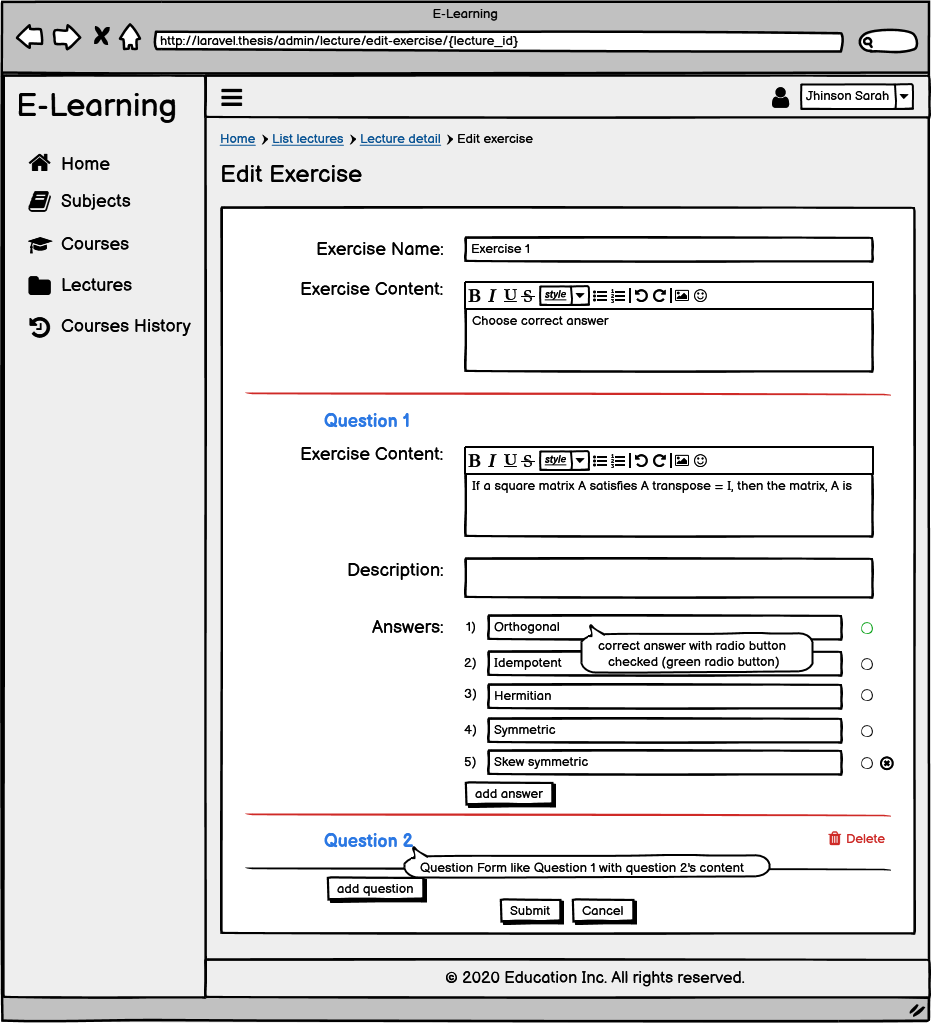 E-Learning
http://laravel.thesis/admin/lecture/edit-exercise/{lecture_id}
E-Learning
Home
Subjects
Courses
Lectures
Courses History
Jhinson Sarah
Home List lectures Lecture detail Edit exercise
Edit Exercise
Exercise Name: Exercise 1
Exercise Content:
B I U S style
Choose correct answer
Question 1
Exercise Content:
B I U S style
If a square matrix A satisfies A transpose = I, then the matrix, A is
Description:
Answers:
1) Orthogonal
correct answer with radio button
checked (green radio button)
2) Idempotent
3) Hermitian
4) Symmetric
5) Skew symmetric
add answer
Question 2
Delete
Question Form like Question 1 with question 2's content
add question
Submit Cancel
© 2020 Education Inc. All rights reserved.